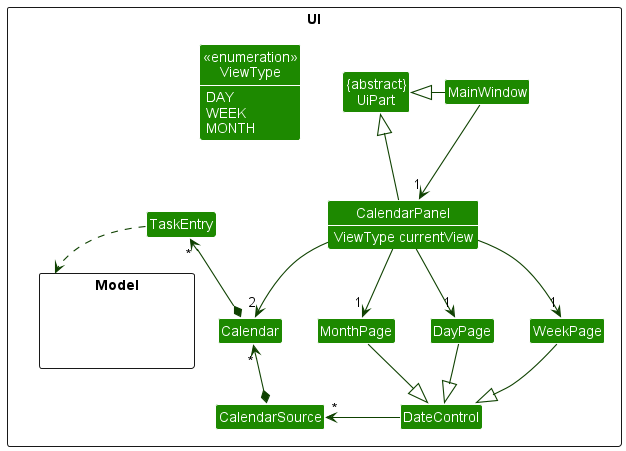 UI
«enumeration»
ViewType
DAY
WEEK
MONTH
{abstract}
UiPart
MainWindow
1
CalendarPanel
ViewType currentView
TaskEntry
*
Model
2
1
1
1
Calendar
MonthPage
DayPage
WeekPage
*
*
CalendarSource
DateControl